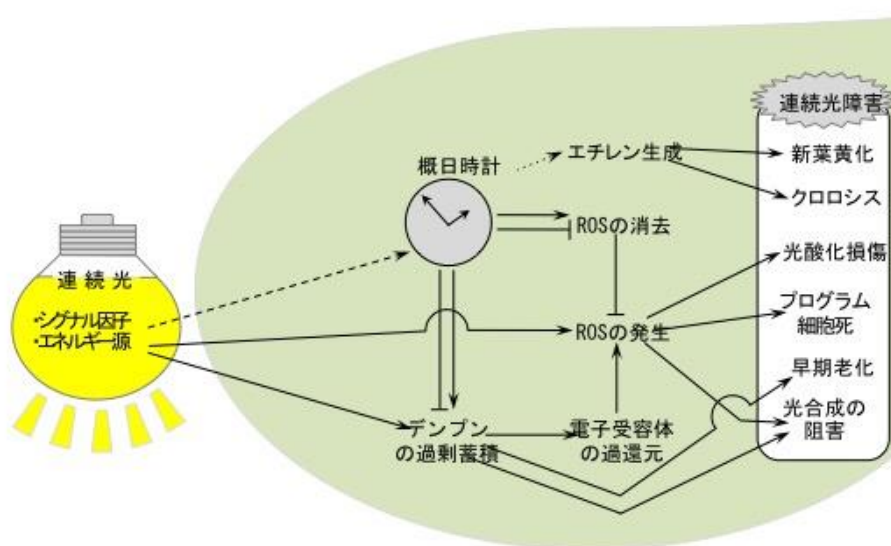 連続光障害
エチレン生成
新葉黄化
概日時計
クロロシス
ROSの消去
光酸化損傷
連続光
・シグナル因子
・エネルギー源
ROSの発生
プログラム
細胞死
早期老化
デンプン
の過剰蓄積
電子受容体
の過還元
光合成の
阻害